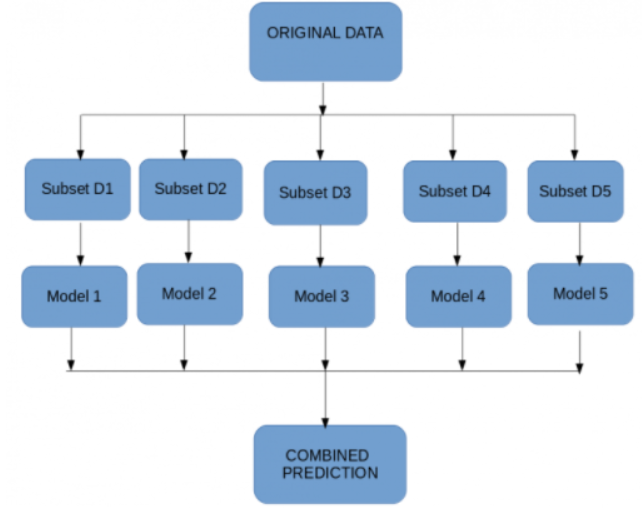 ORIGINAL DATA
Subset D1
Subset D2
Subset D3
Subset D4
Subset D5
Model 1
Model 2
Model 3
Model 4
Model 5
COMBINED
PREDICTION